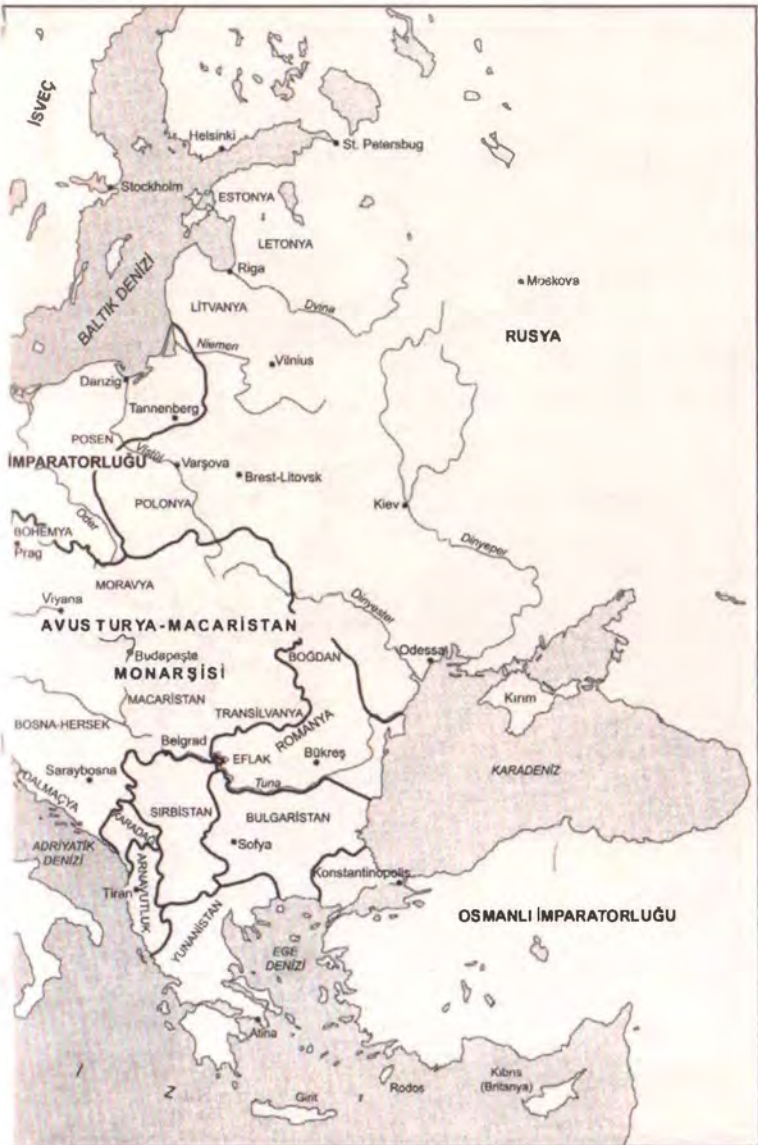 İSVEÇ
Helsinki
St. Petersbug
Stockholm
ESTONYA
LETONYA
Riga
Moskova
BALTIK DENİZİ
LİTVANYA
Dvina
RUSYA
Niemen
Vilnius
Danzig
Tannenberg
POSEN
Vistül
İMPARATORLUĞU
Varşova
Brest-Litovsk
POLONYA
Kiev
Oder
BOHEMYA
Prag
Dinyeper
MORAVYA
Viyana
Dinyester
AVUSTURYA-MACARİSTAN
MONARŞİSİ
Budapeşte
BOĞDAN
Odessa
Kırım
MACARİSTAN
TRANSİLVANYA
BOSNA-HERSEK
ROMANYA
Belgrad
EFLAK
Bükreş
KARADENİZ
Saraybosna
Tuna
DALMAÇYA
SIRBİSTAN
BULGARİSTAN
KARADAĞ
Sofya
ADRİYATİK
DENİZİ
Tiran
ARNAVUTLUK
Konstantinopolis
YUNANİSTAN
OSMANLI İMPARATORLUĞU
EGE
DENİZİ
Atina
İ
Z
Girit
Rodos
Kıbrıs
(Britanya)